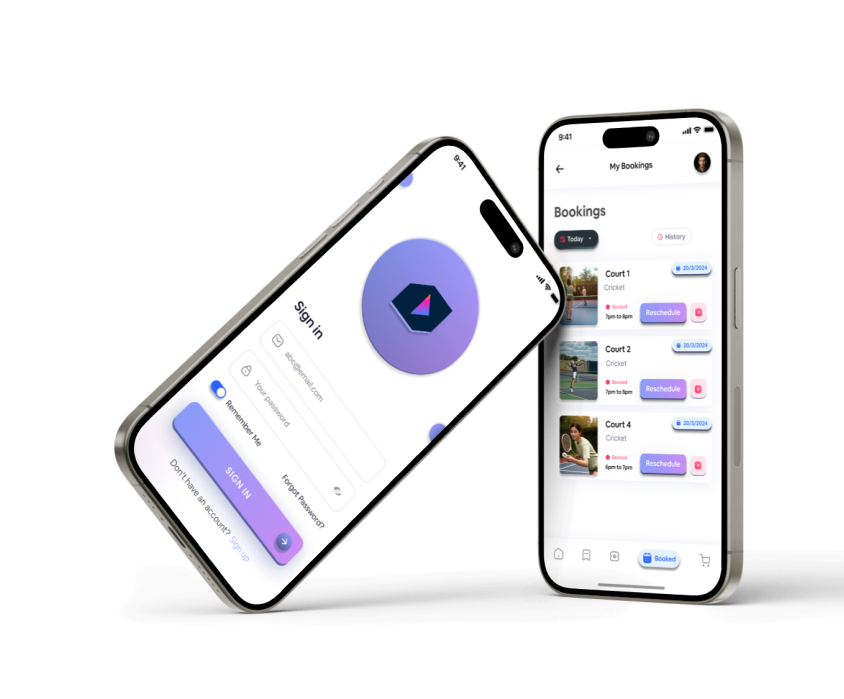 9:41
Sign in
abc@email.com
Your password
Remember Me
Forgot Password?
SIGN IN
Don't have an account? Sign up
9:41
My Bookings
Bookings
Today
History
Court 1
20/3/2024
Cricket
Booked
7pm to 8pm
Reschedule
Court 2
20/3/2024
Cricket
Booked
7pm to 8pm
Reschedule
Court 4
20/3/2024
Cricket
Booked
6pm to 7pm
Reschedule
Booked